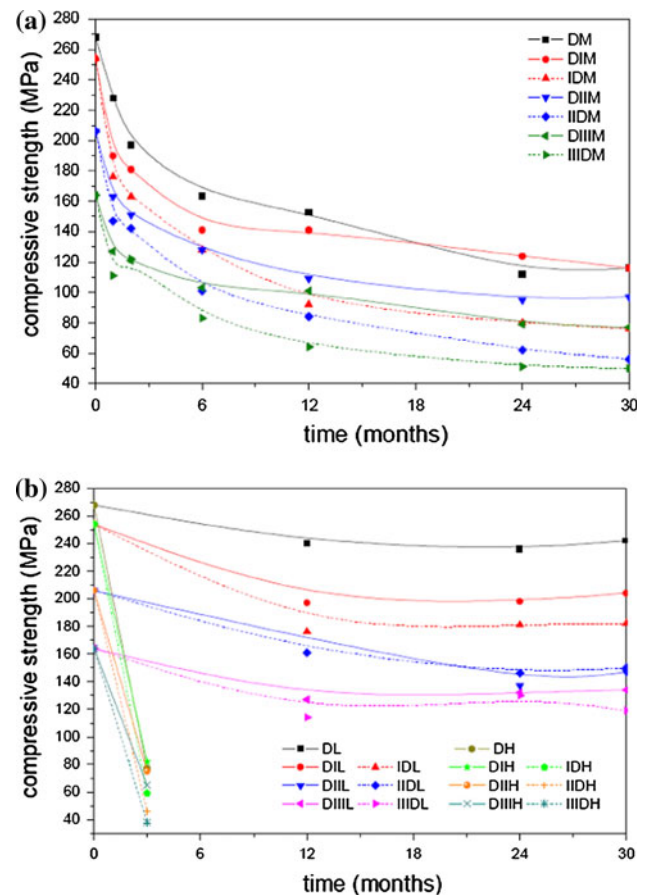 (a)
280
260
240
220
200
180
160
140
120
100
80
60
40
compressive strength (MPa)
DM
DIM
IDM
DIIM
IIDM
DIIIM
IIIDM
0 6 12 18 24 30
time (months)
(b)
280
260
240
220
200
180
160
140
120
100
80
60
40
compressive strength (MPa)
DL DH
DIL IDL DIH IDH
DIIL IIDL DIIH IIDH
DIIIL IIIDL DIIIH IIIDH
0 6 12 18 24 30
time (months)